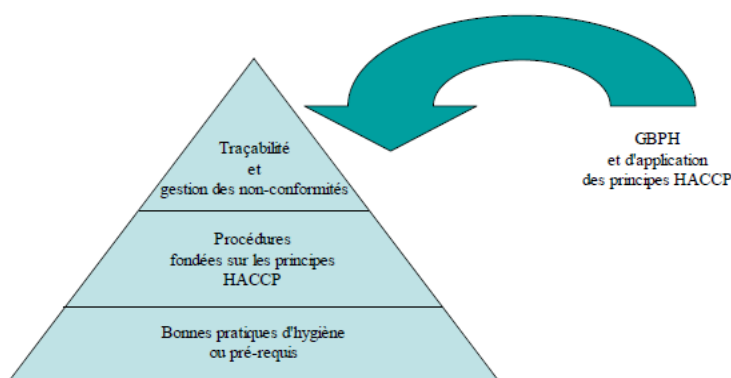 Traçabilité
et
gestion des non-conformités
GBPH
et d'application
des principes HACCP
Procédures
fondées sur les principes
HACCP
Bonnes pratiques d'hygiène
ou pré-requis